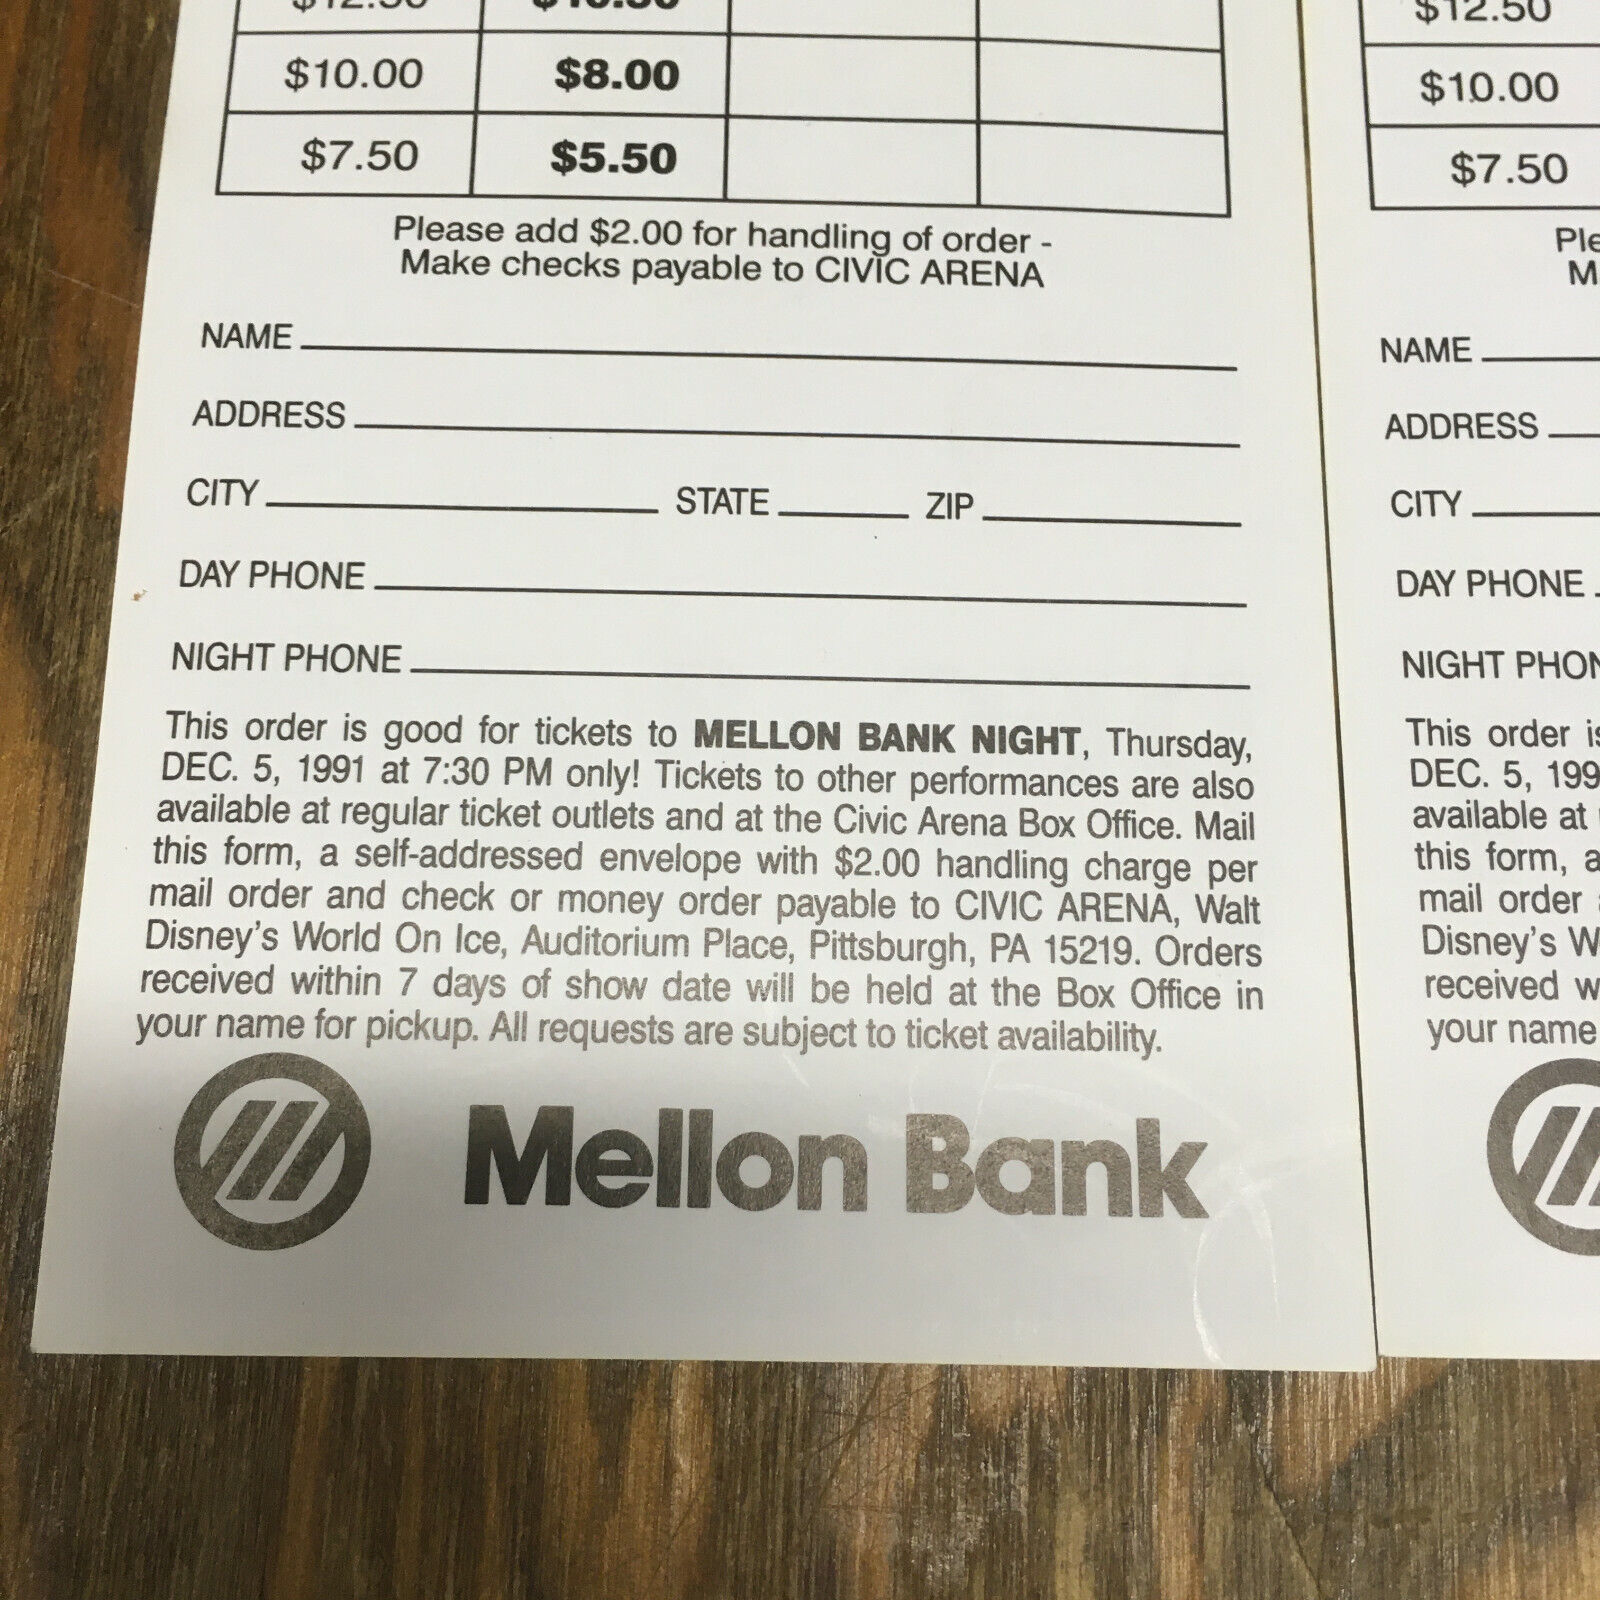 $12.50 $10.50
$10.00 $8.00
$7.50 $5.50
Please add $2.00 for handling of order -
Make checks payable to CIVIC ARENA
NAME
ADDRESS
CITY STATE ZIP
DAY PHONE
NIGHT PHONE
This order is good for tickets to MELLON BANK NIGHT, Thursday,
DEC. 5, 1991 at 7:30 PM only! Tickets to other performances are also
available at regular ticket outlets and at the Civic Arena Box Office. Mail
this form, a self-addressed envelope with $2.00 handling charge per
mail order and check or money order payable to CIVIC ARENA, Walt
Disney's World On Ice, Auditorium Place, Pittsburgh, PA 15219. Orders
received within 7 days of show date will be held at the Box Office in
your name for pickup. All requests are subject to ticket availability.
Mellon Bank
$12.50
$10.00
$7.50
NAME
ADDRESS
CITY
DAY PHONE
NIGHT
This order
DEC. 5,
available at
this form,
mail order
Disney's
received
your name